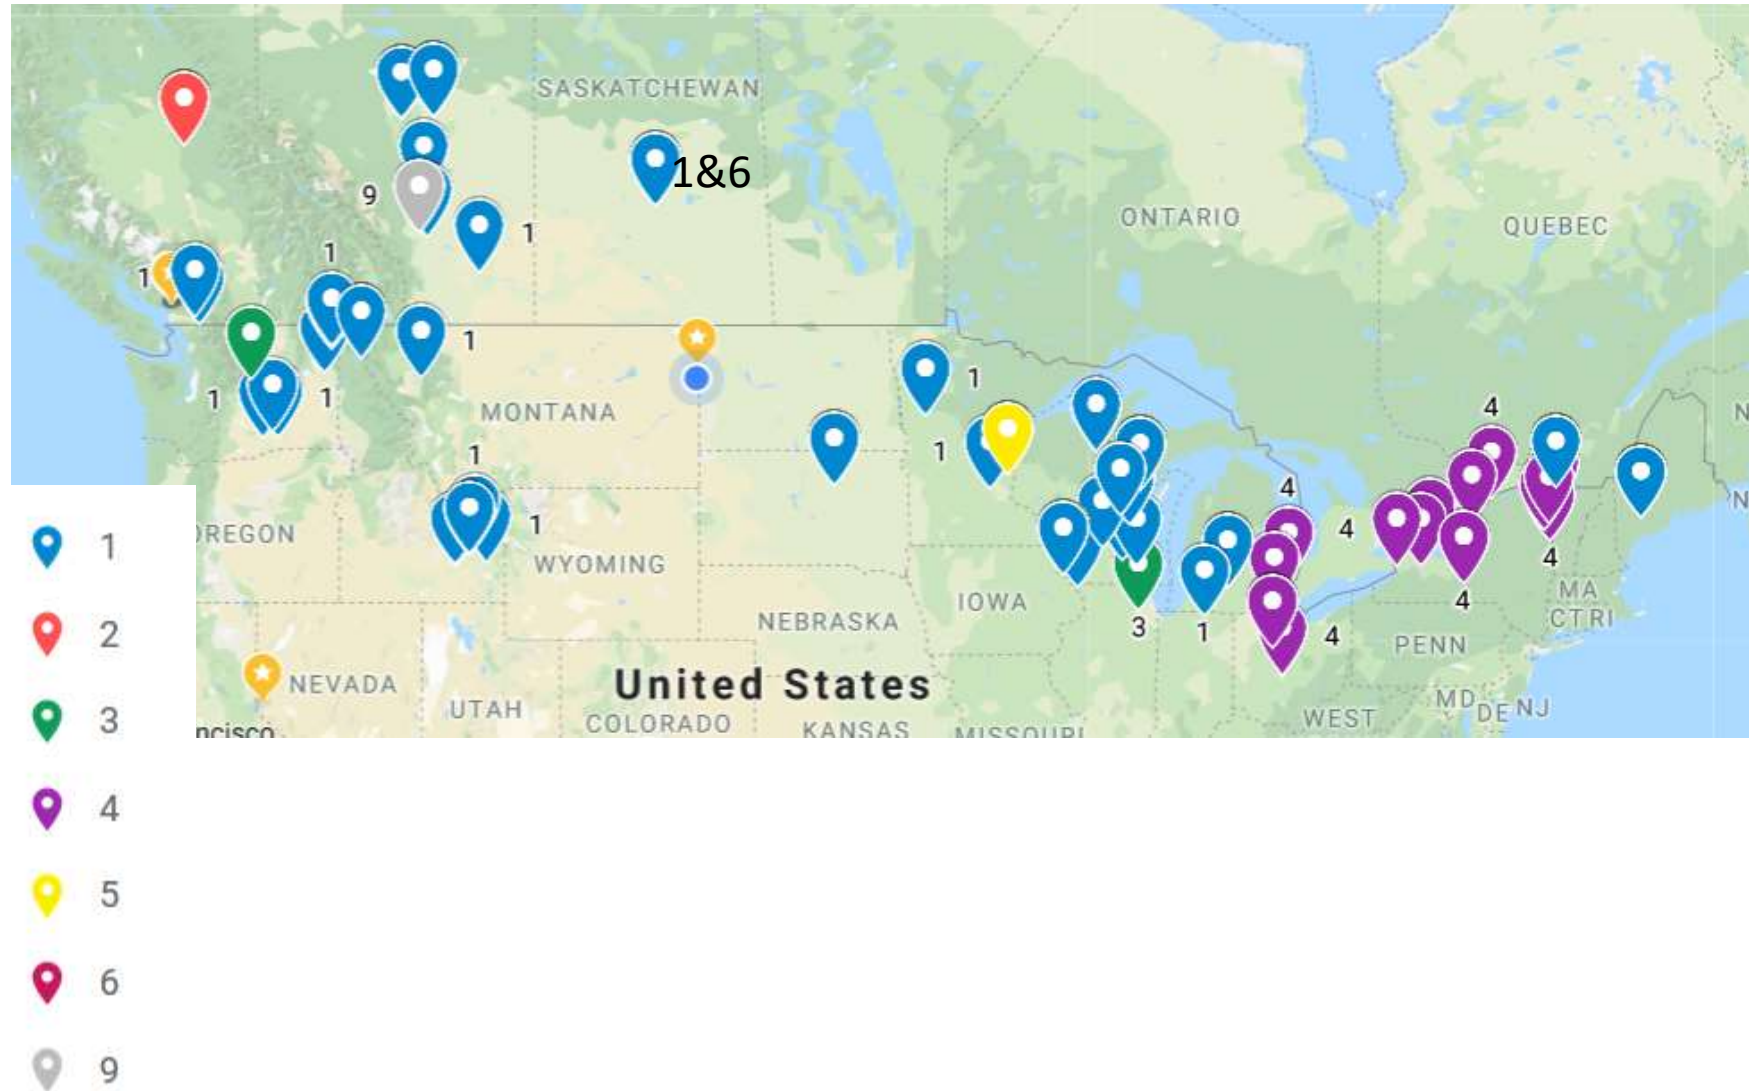 SASKATCHEWAN
1&6
9
ONTARIO
QUEBEC
1
1
1
1
1
1
1
MONTANA
4
1
1
4
1
OREGON
WYOMING
4
4
IOWA
MA
CT RI
NEBRASKA
4
3
1
4
PENN
United States
NEVADA
UTAH
COLORADO
KANSAS
MISSOURI
WEST
MD
DE
NJ
ncisco
N
N
1
2
3
4
5
6
9